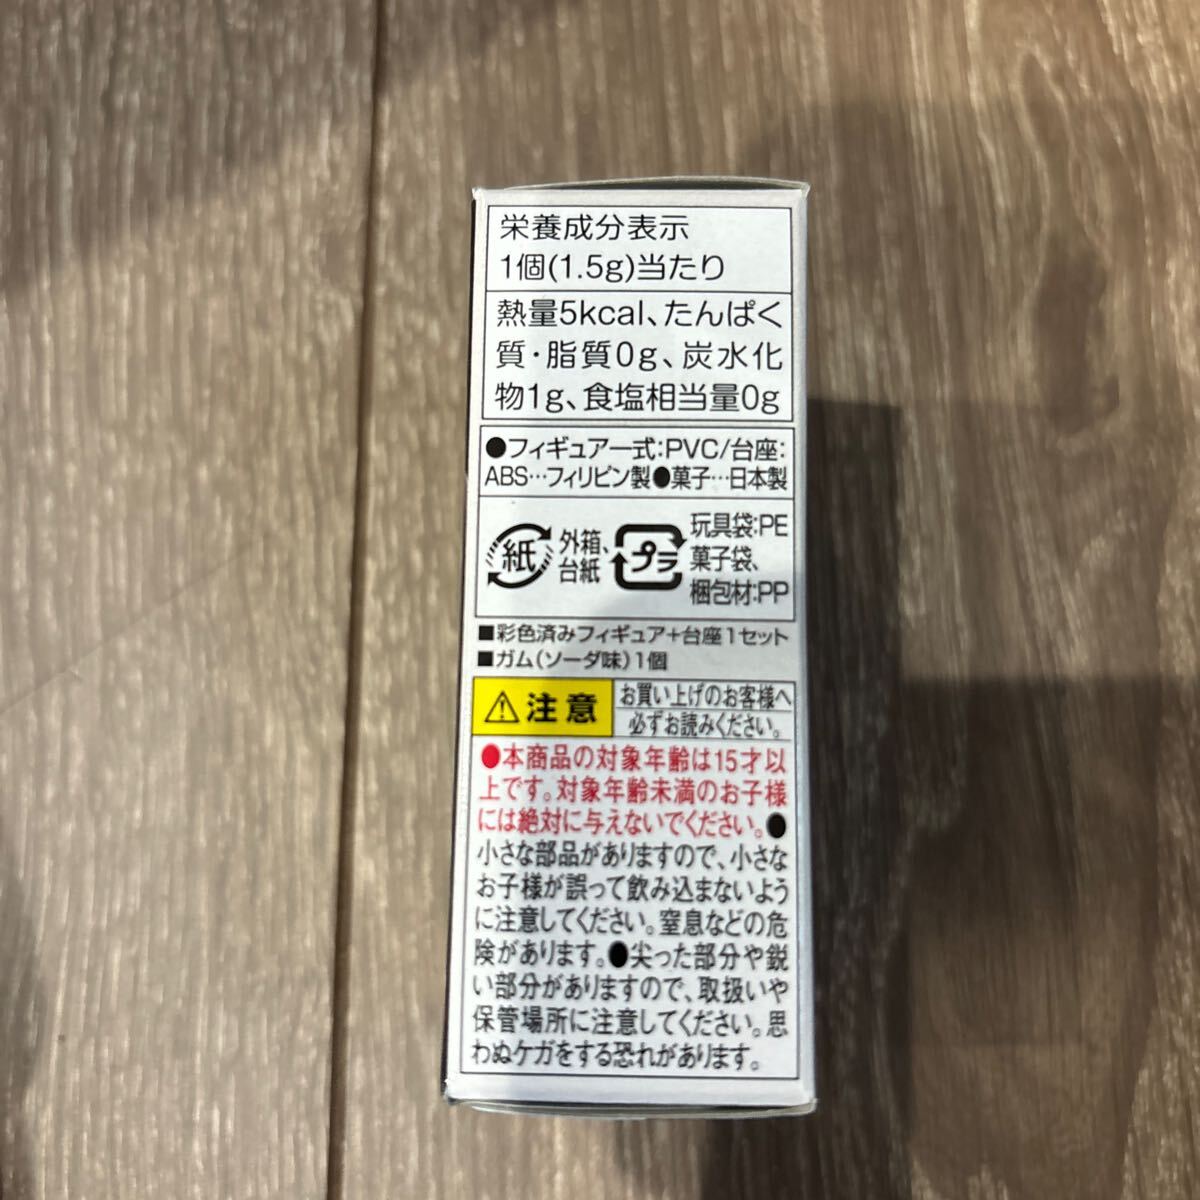 栄養成分表示
1個(1.5g)当たり
熱量5kcal、たんぱく
質・脂質0g、炭水化
物1g、食塩相当量0g
●フィギュア一式:PVC/台座:
ABS…フィリピン製●菓子…日本製
紙
外箱、
台紙
プラ
玩具袋:PE
菓子袋、
梱包材:PP
■彩色済みフィギュア+台座1セット
■ガム(ソーダ味)1個
注意
お買い上げのお客様へ
必ずお読みください。
●本商品の対象年齢は15才以
上です。対象年齢未満のお子様
には絶対に与えないでください。●
小さな部品がありますので、小さな
お子様が誤って飲み込まないよう
に注意してください。窒息などの危
険があります。●尖った部分や鋭
い部分がありますので、取扱いや
保管場所に注意してください。思
わぬケガをする恐れがあります。